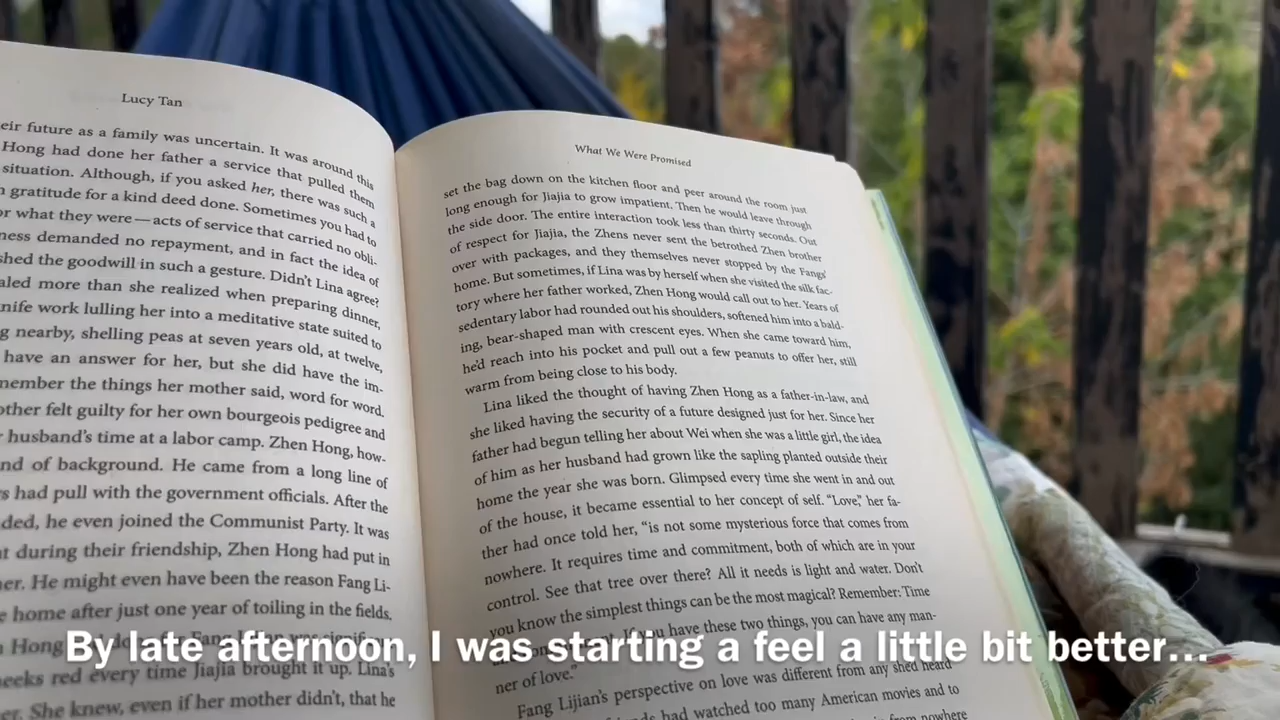 Lucy Tan
eir future as a family was uncertain. It was around this
Hong had done her father a service that pulled them
situation. Although, if you asked her, there was such a
n gratitude for a kind deed done. Sometimes you had to
or what they were—acts of service that carried no obli-
ness demanded no repayment, and in fact the idea of
shed the goodwill in such a gesture. Didn't Lina agree?
aled more than she realized when preparing dinner,
nife work lulling her into a meditative state suited to
g nearby, shelling peas at seven years old, at twelve,
have an answer for her, but she did have the im-
member the things her mother said, word for word.
other felt guilty for her own bourgeois pedigree and
r husband's time at a labor camp. Zhen Hong, how-
nd of background. He came from a long line of
s had pull with the government officials. After the
ded, he even joined the Communist Party. It was
t during their friendship, Zhen Hong had put in
er. He might even have been the reason Fang Li-
e home after just one year of toiling in the fields.
Hong
eeks red every time Jiajia brought it up. Lina's
er. She knew, even if her mother didn't, that he
What We Were Promised
set the bag down on the kitchen floor and peer around the room just
long enough for Jiajia to grow impatient. Then he would leave through
the side door. The entire interaction took less than thirty seconds. Out
of respect for Jiajia, the Zhens never sent the betrothed Zhen brother
over with packages, and they themselves never stopped by the Fangs'
home. But sometimes, if Lina was by herself when she visited the silk fac-
tory where her father worked, Zhen Hong would call out to her. Years of
sedentary labor had rounded out his shoulders, softened him into a bald-
ing, bear-shaped man with crescent eyes. When she came toward him,
he'd reach into his pocket and pull out a few peanuts to offer her, still
warm from being close to his body.
Lina liked the thought of having Zhen Hong as a father-in-law, and
she liked having the security of a future designed just for her. Since her
father had begun telling her about Wei when she was a little girl, the idea
of him as her husband had grown like the sapling planted outside their
home the year she was born. Glimpsed every time she went in and out
of the house, it became essential to her concept of self. "Love," her fa-
ther had once told her, "is not some mysterious force that comes from
nowhere. It requires time and commitment, both of which are in your
control. See that tree over there? All it needs is light and water. Don't
you know the simplest things can be the most magical? Remember: Time
you have these two things, you can have any man-
ner of love."
Fang Lijian's perspective on love was different from any shed heard
had watched too many American movies and to
from nowhere
By late afternoon, I was starting a feel a little bit better...